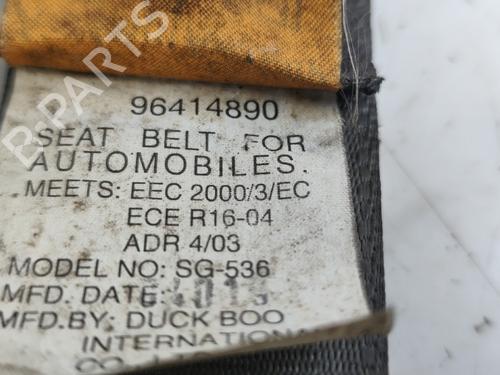 96414890
SEAT BELT FOR
AUTOMOBILES.
MEETS: EEC 2000/3/EC
ECE R16-04
ADR 4/03
MODEL NO: SG-536
MFD. DATE:
MFD.BY: DUCK BOO
INTERNATIONAL
B-PARTS